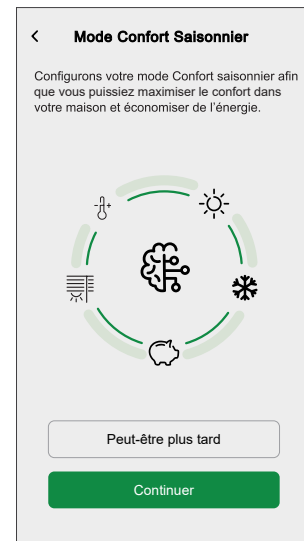 Mode Confort Saisonnier
Configurons votre mode Confort saisonnier afin
que vous puissiez maximiser le confort dans
votre maison et économiser de l'énergie.
Peut-être plus tard
Continuer